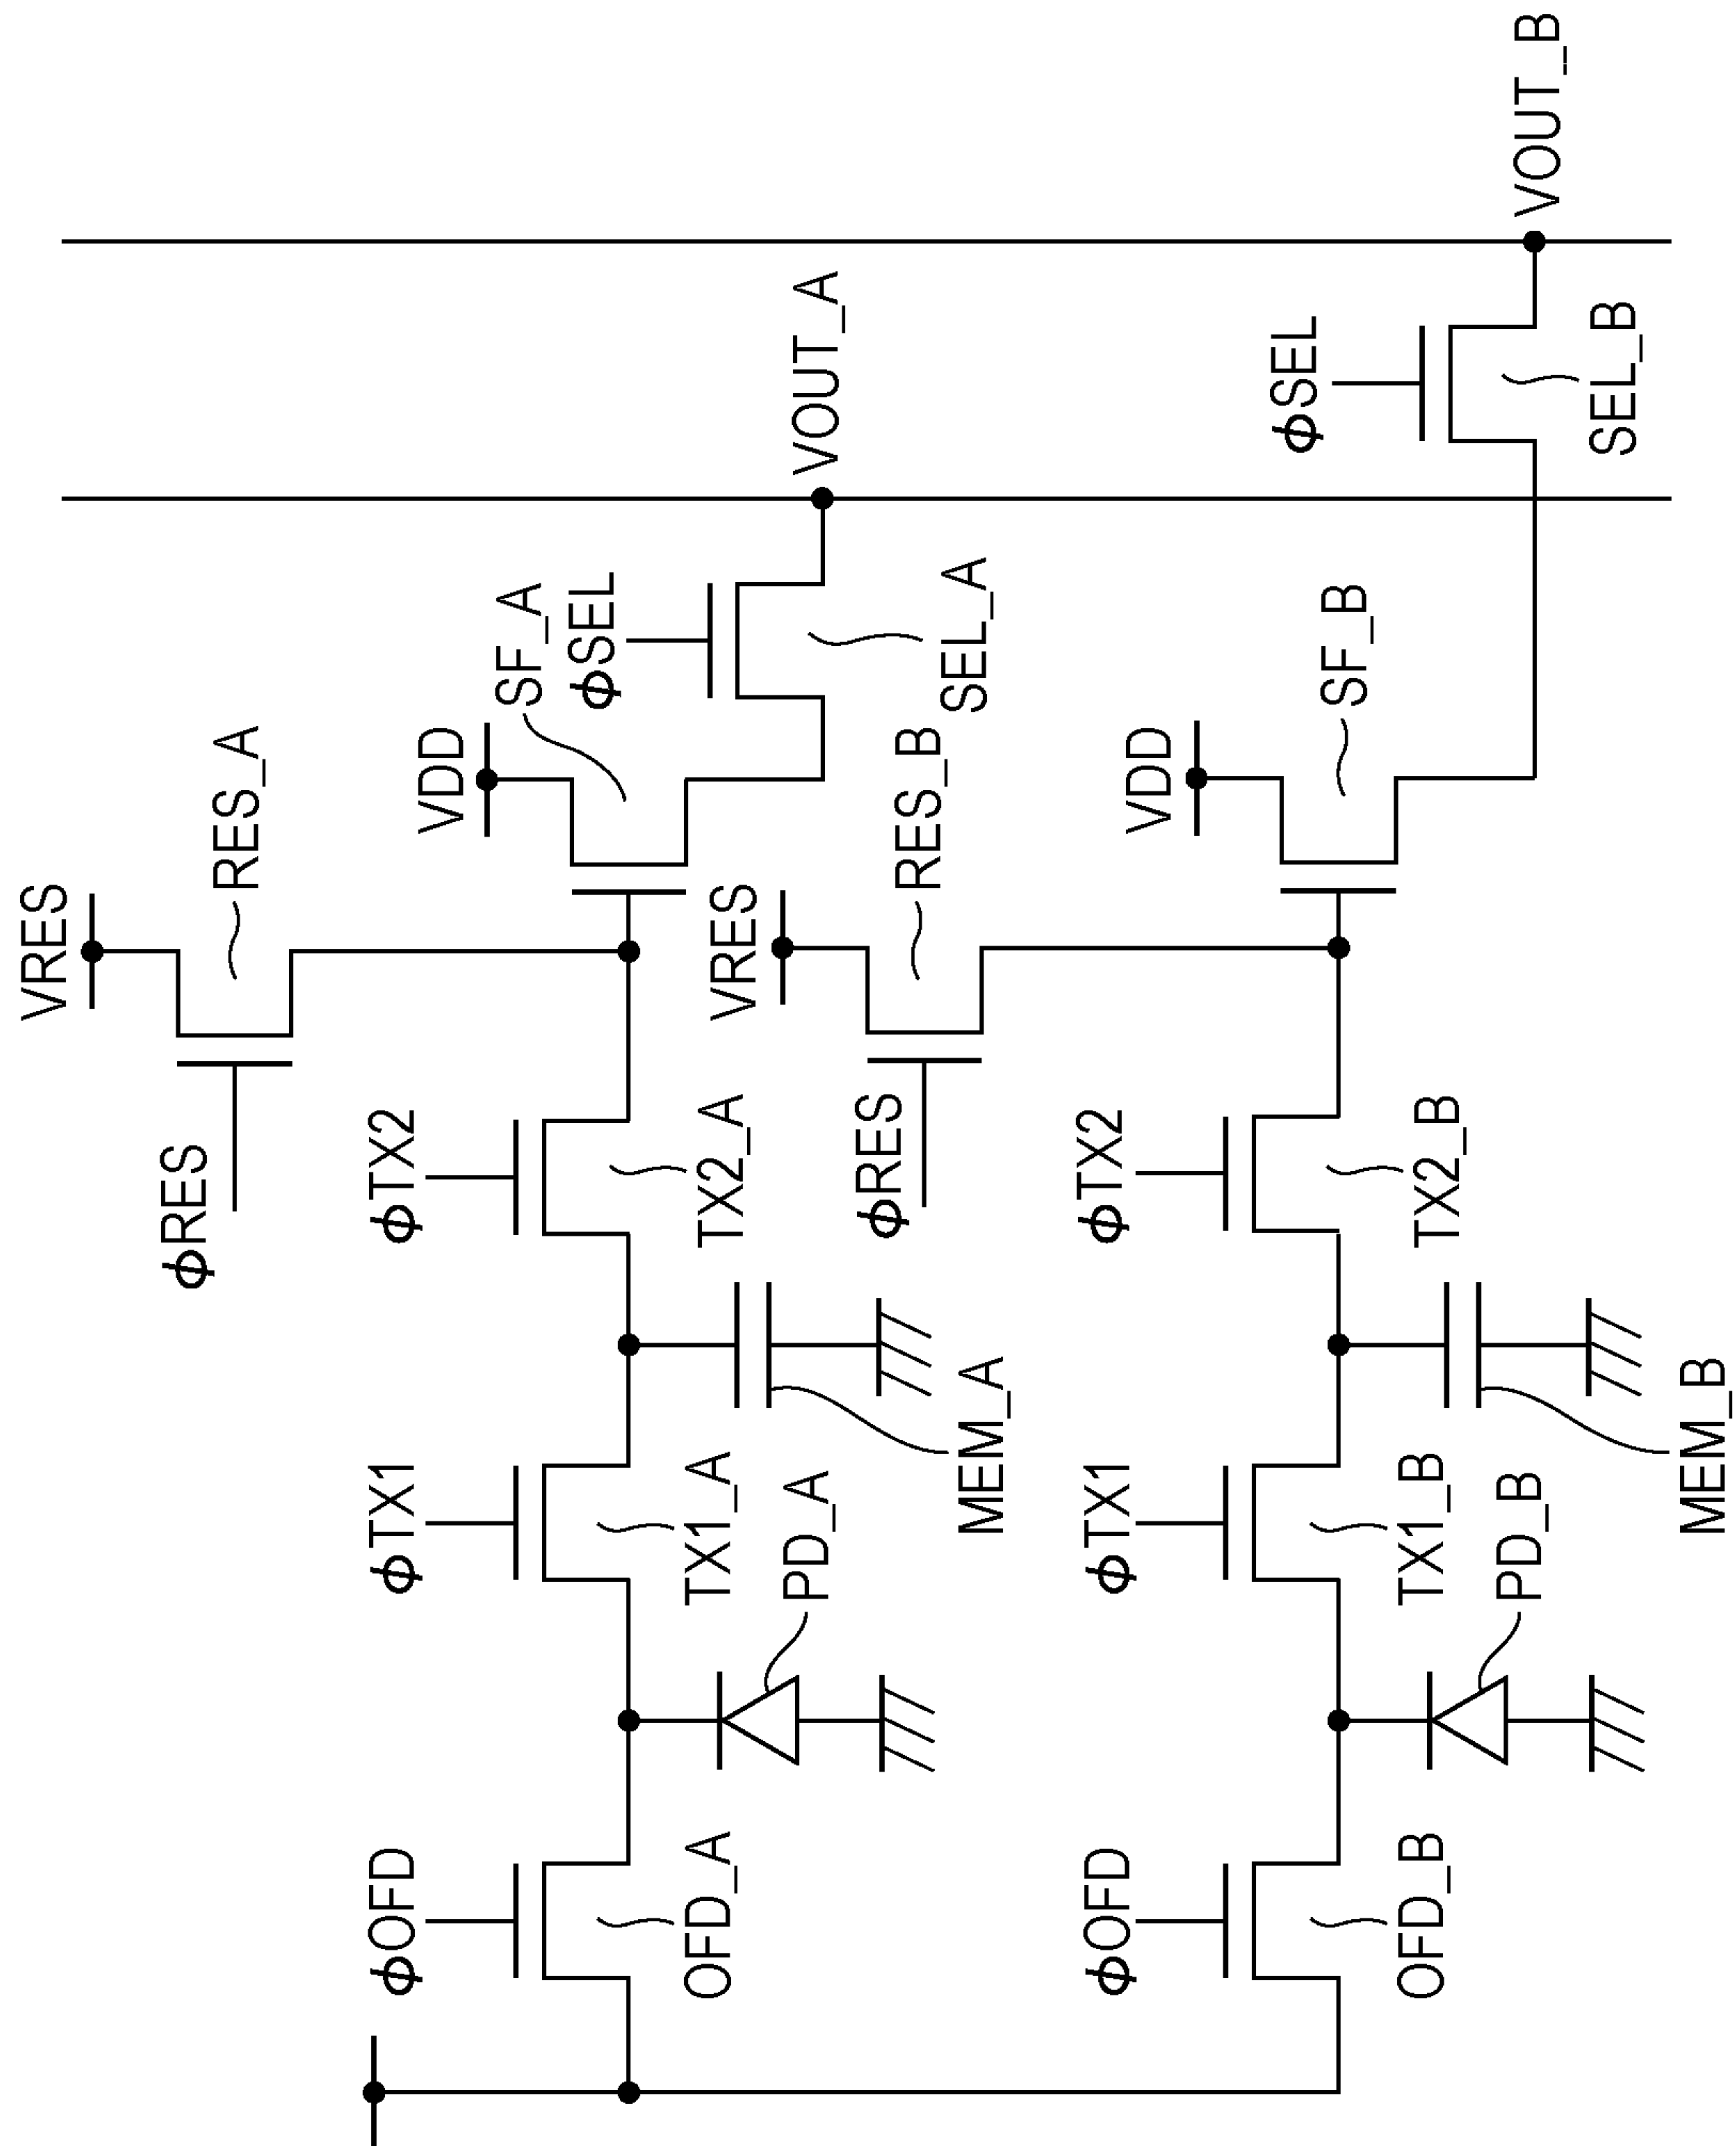 VRES
ϕRES
RES_A
ϕOFD
ϕTX1
ϕTX2
VDD
SF_A
ϕSEL
OFD_A
TX1_A
TX2_A
VRES
PD_A
VOUT_A
ϕRES
RES_B
MEM_A
SEL_A
ϕOFD
ϕTX1
ϕTX2
VDD
ϕSEL
SF_B
OFD_B
TX1_B
TX2_B
PD_B
VOUT_B
SEL_B
MEM_B